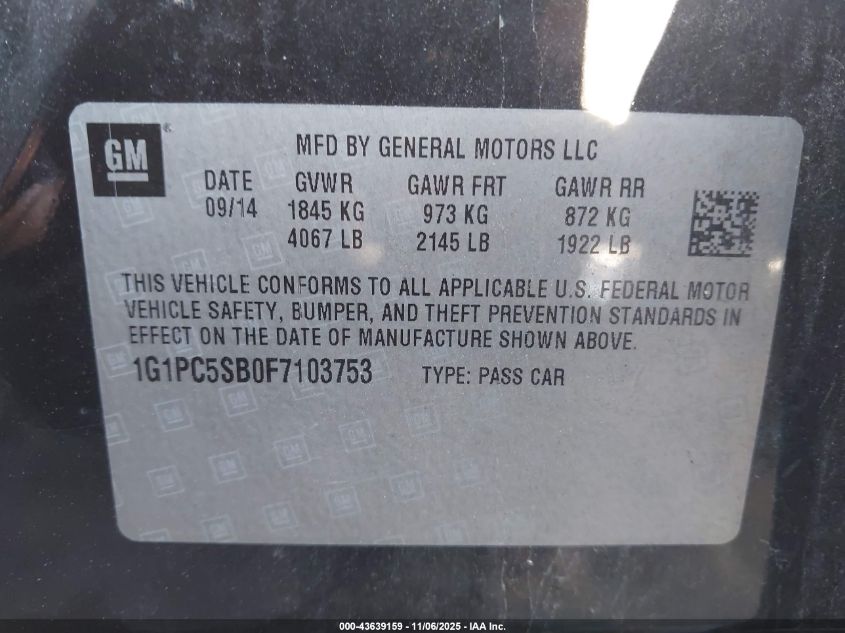 GM
MFD BY GENERAL MOTORS LLC
DATE GVWR GAWR FRT GAWR RR
09/14 1845 KG 973 KG 872 KG
4067 LB 2145 LB 1922 LB
THIS VEHICLE CONFORMS TO ALL APPLICABLE U.S. FEDERAL MOTOR
VEHICLE SAFETY, BUMPER, AND THEFT PREVENTION STANDARDS IN
EFFECT ON THE DATE OF MANUFACTURE SHOWN ABOVE.
1G1PC5SB0F7103753 TYPE: PASS CAR
000-43639159 - 11/06/2025 - IAA Inc.